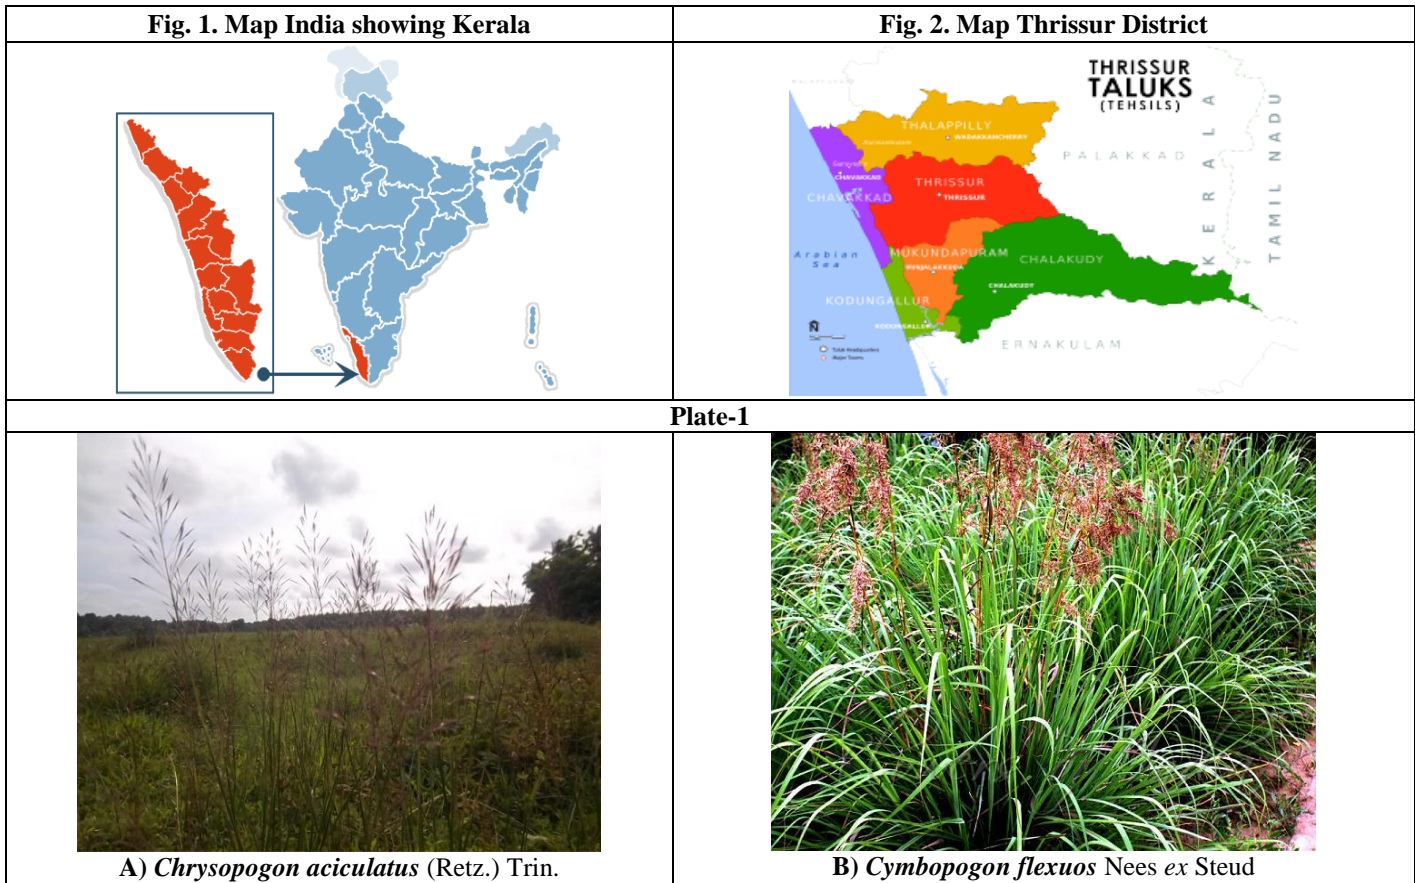 Fig. 1. Map India showing Kerala
Fig. 2. Map Thrissur District
THRISSUR
TALUKS
(TEHSILS)
THALAPPILLY
WADAKKANCHERRY
PALAKKAD
KERALA
TAMIL NADU
THRISSUR
THRISSUR
CHAVAKKAD
CHAVAKKAD
MUKUNDAPURAM
Arabian
Sea
CHALAKUDY
CHALAKUDY
KODUNGALLUR
KODUNGALLUR
N
ERNAKULAM
Plate-1
A) Chrysopogon aciculatus (Retz.) Trin.
B) Cymbopogon flexuos Nees ex Steud